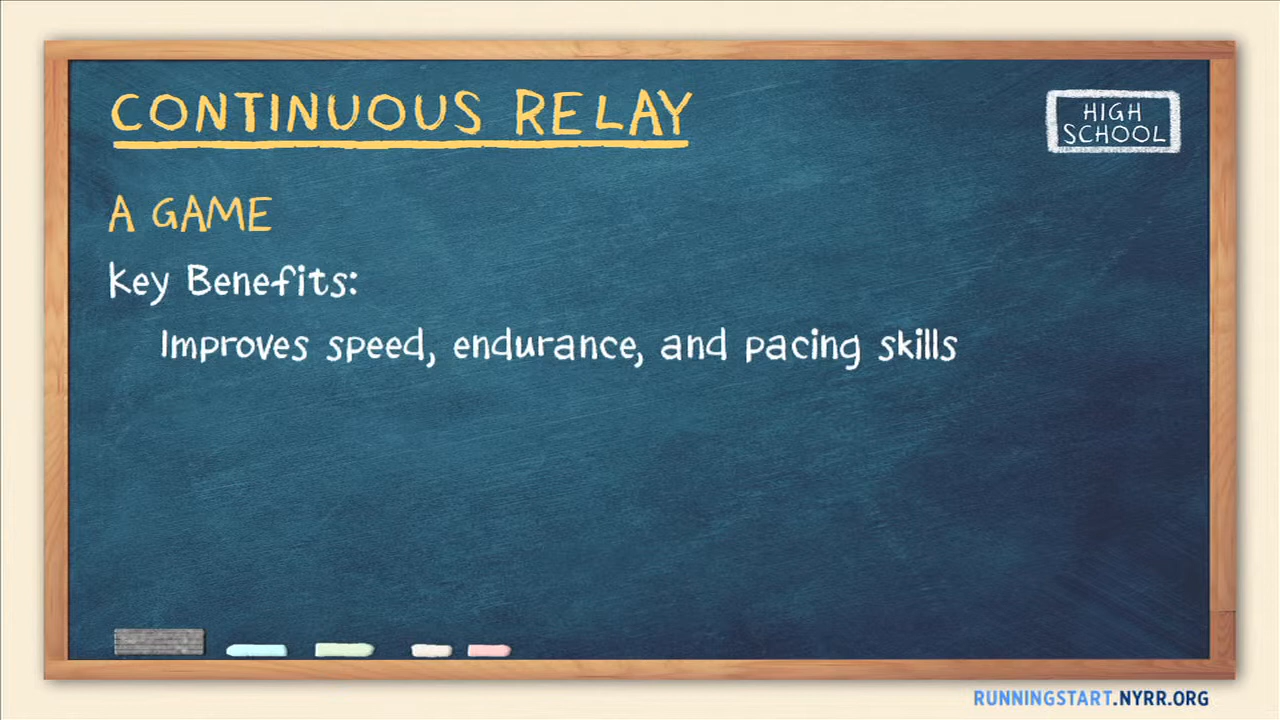 CONTINUOUS RELAY
HIGH
SCHOOL
A GAME
Key Benefits:
Improves speed, endurance, and pacing skills
RUNNINGSTART.NYRR.ORG